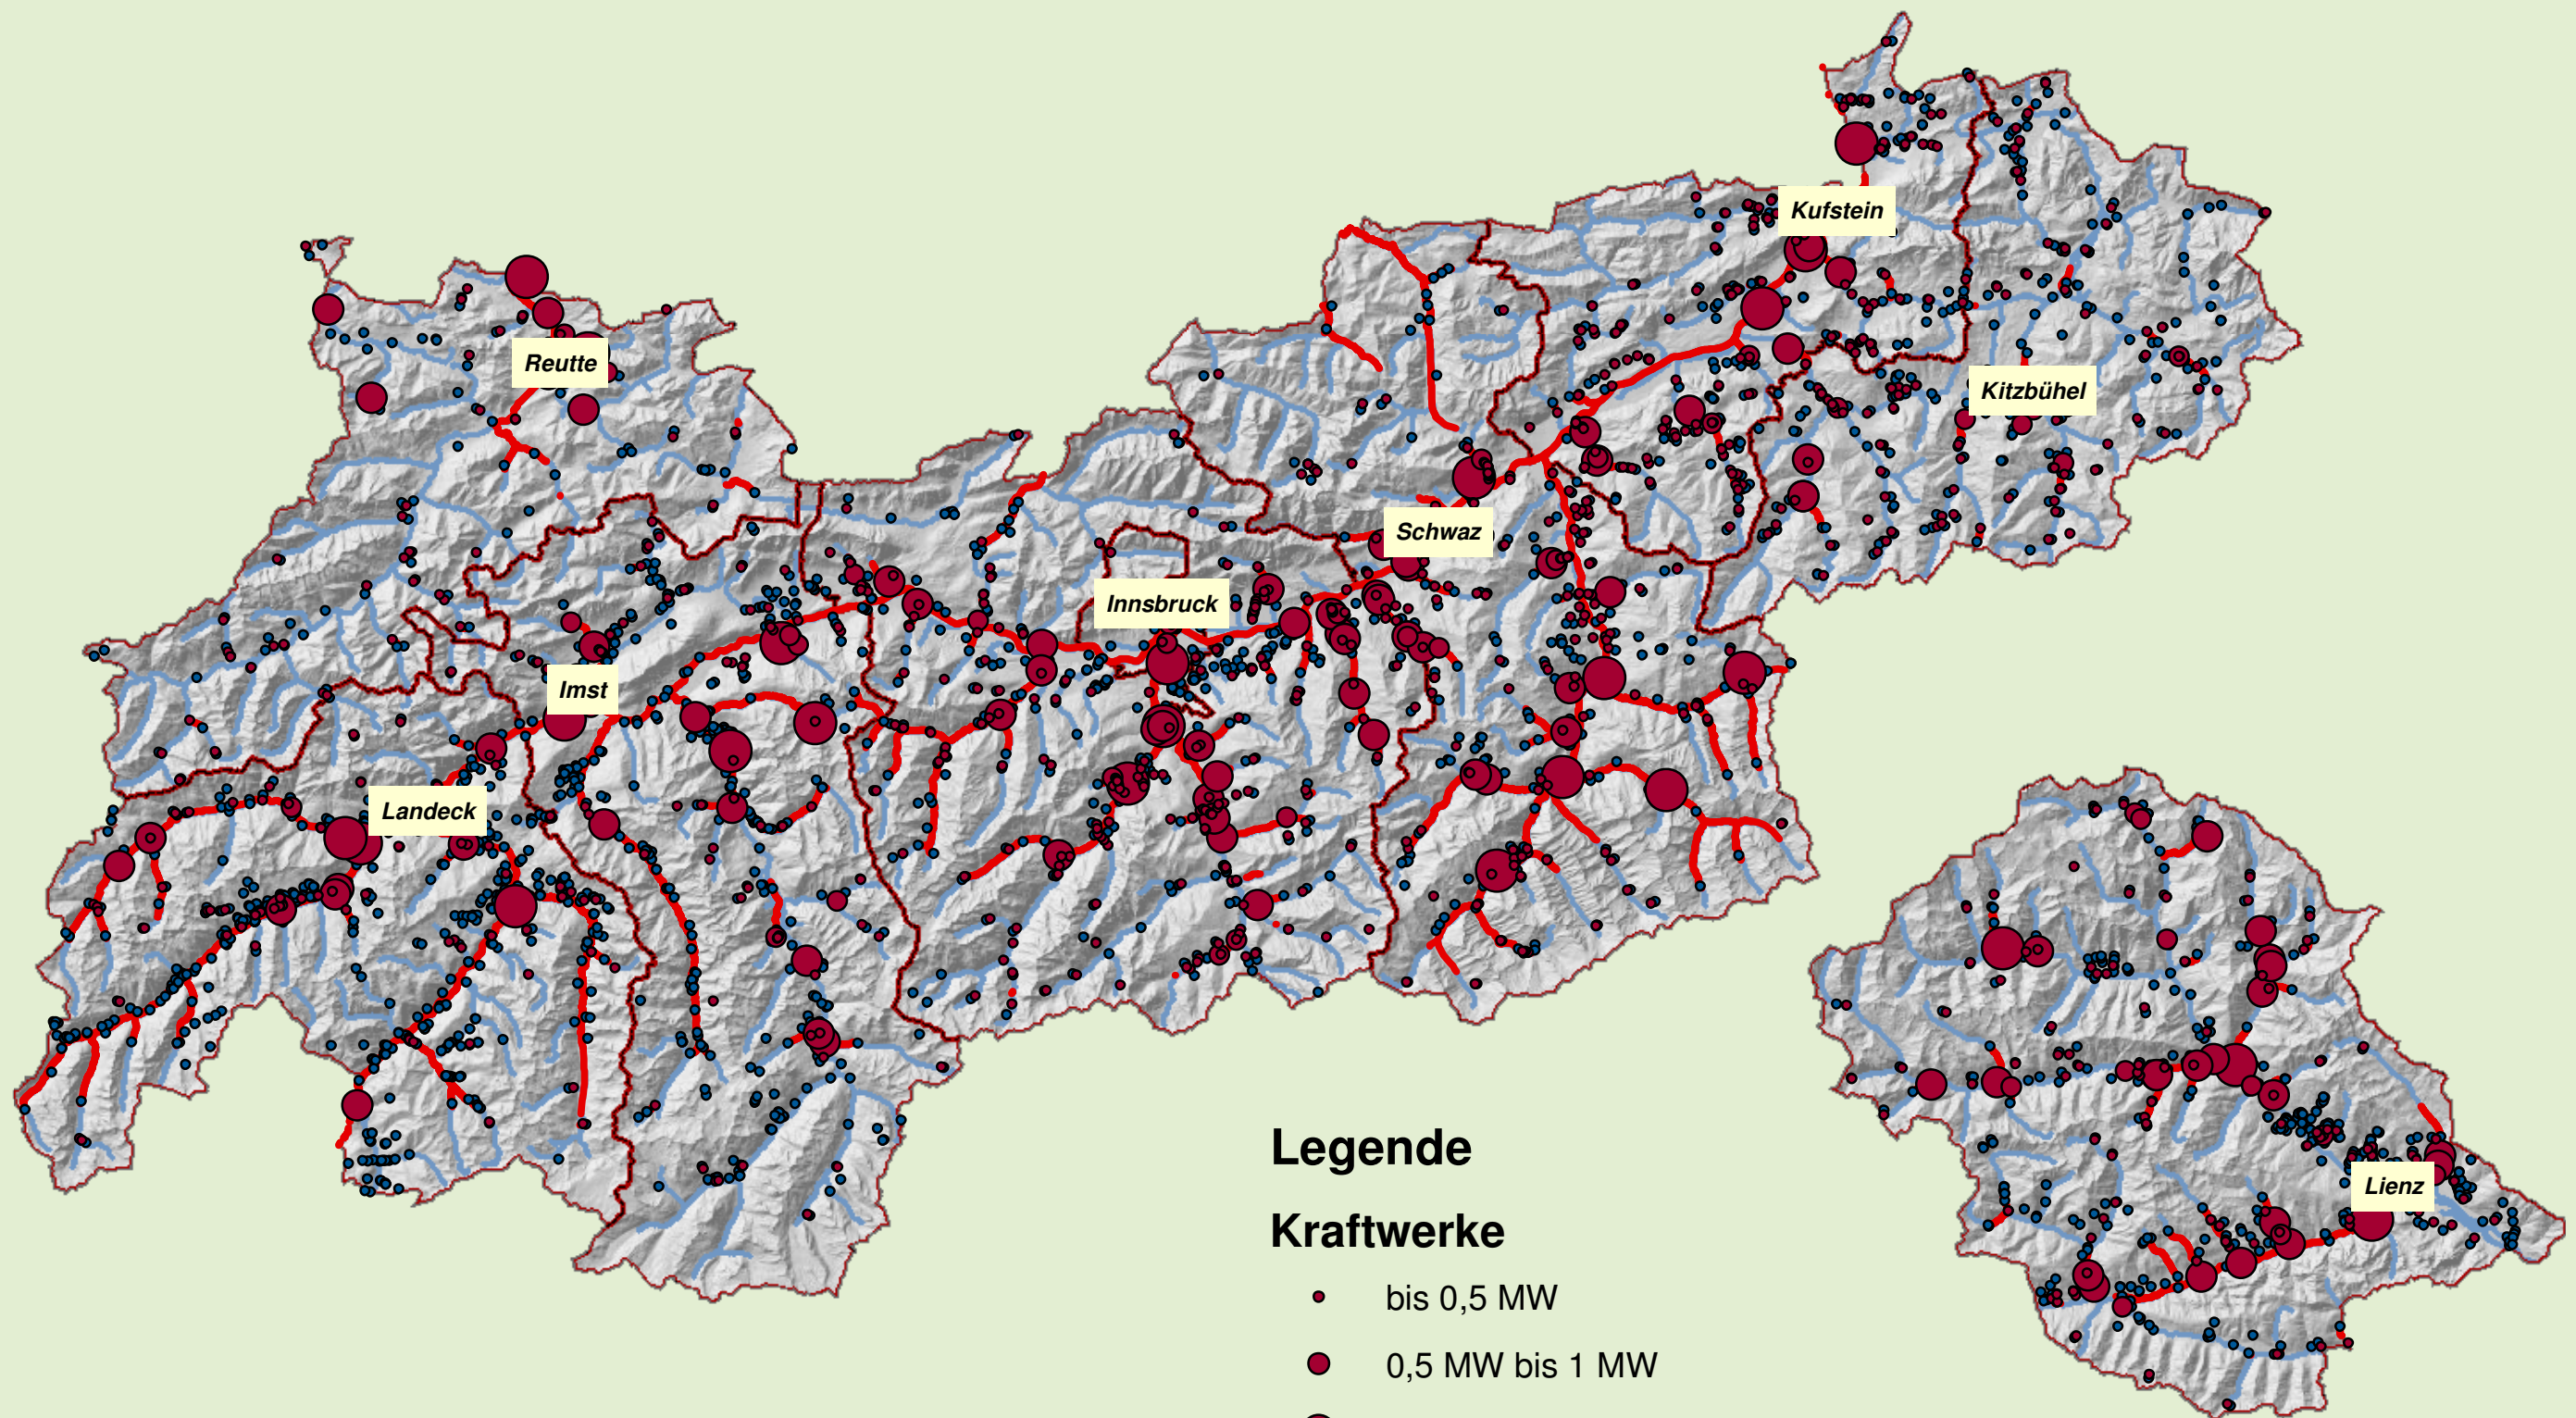 Kufstein
Reutte
Kitzbühel
Schwaz
Innsbruck
Imst
Landeck
Lienz
Legende
Kraftwerke
bis 0,5 MW
0,5 MW bis 1 MW